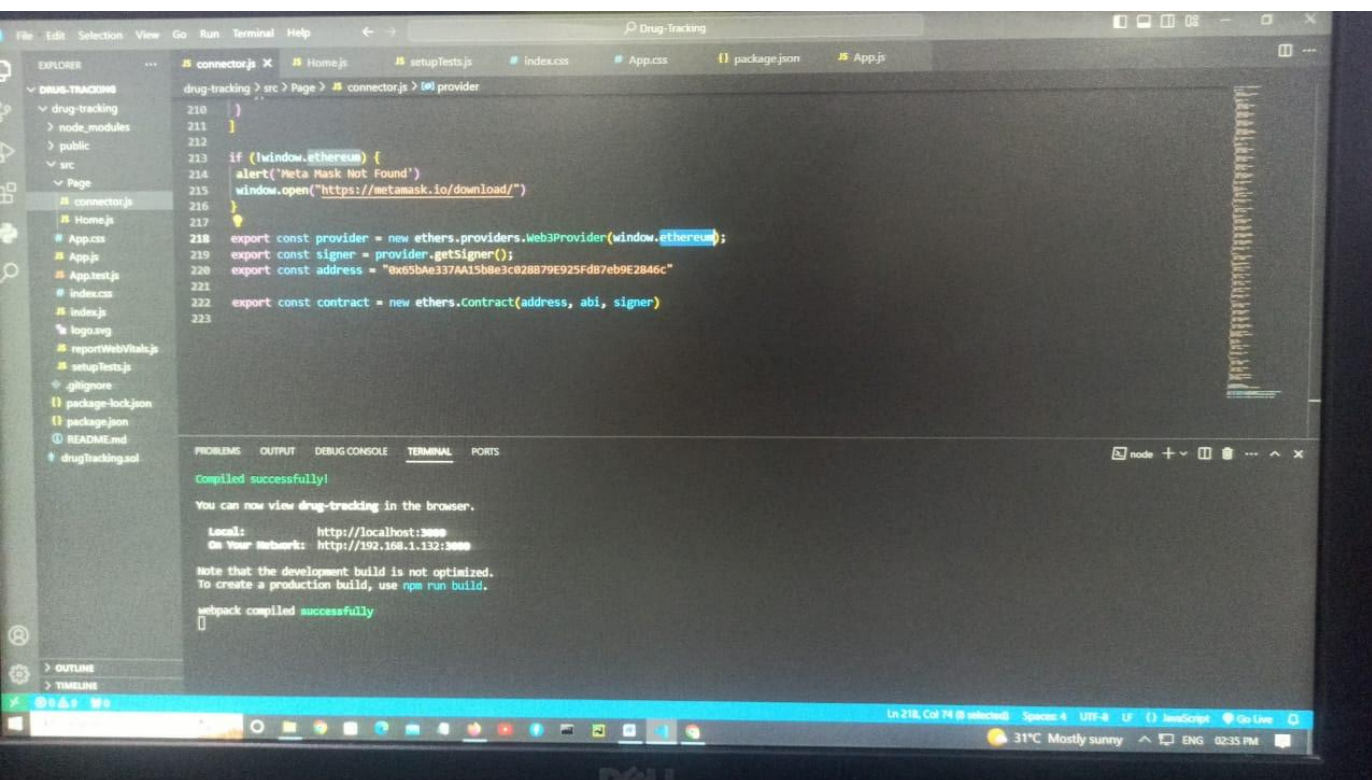 File Edit Selection View Go Run Terminal Help
Drug-Tracking
EXPLORER
connector.js
Home.js
setupTests.js
index.css
App.css
package.json
App.js
drug-tracking > src > Page > JS connector.js > provider
DRUG-TRACKING
drug-tracking
node_modules
public
src
Page
connector.js
Home.js
App.css
App.js
App.test.js
index.css
index.js
logo.svg
reportWebVitals.js
setupTests.js
.gitignore
package-lock.json
package.json
README.md
drugTracking.sol
OUTLINE
TIMELINE
210 )
211 ]
212
213 if (!window.ethereum) {
214 alert('Meta Mask Not Found')
215 window.open("https://metamask.io/download/")
216 }
217
218 export const provider = new ethers.providers.Web3Provider(window.ethereum);
219 export const signer = provider.getSigner();
220 export const address = "0x65bAe337AA15b8e3c028B79E925FdB7eb9E2846c"
221
222 export const contract = new ethers.Contract(address, abi, signer)
223
PROBLEMS OUTPUT DEBUG CONSOLE TERMINAL PORTS
node
Compiled successfully!
You can now view drug-tracking in the browser.
Local: http://localhost:3000
On Your Network: http://192.168.1.132:3000
Note that the development build is not optimized.
To create a production build, use npm run build.
webpack compiled successfully
Ln 218, Col 74 (8 selected) Spaces: 4 UTF-8 LF {} JavaScript Go Live
31°C Mostly sunny ENG 02:35 PM
DELL